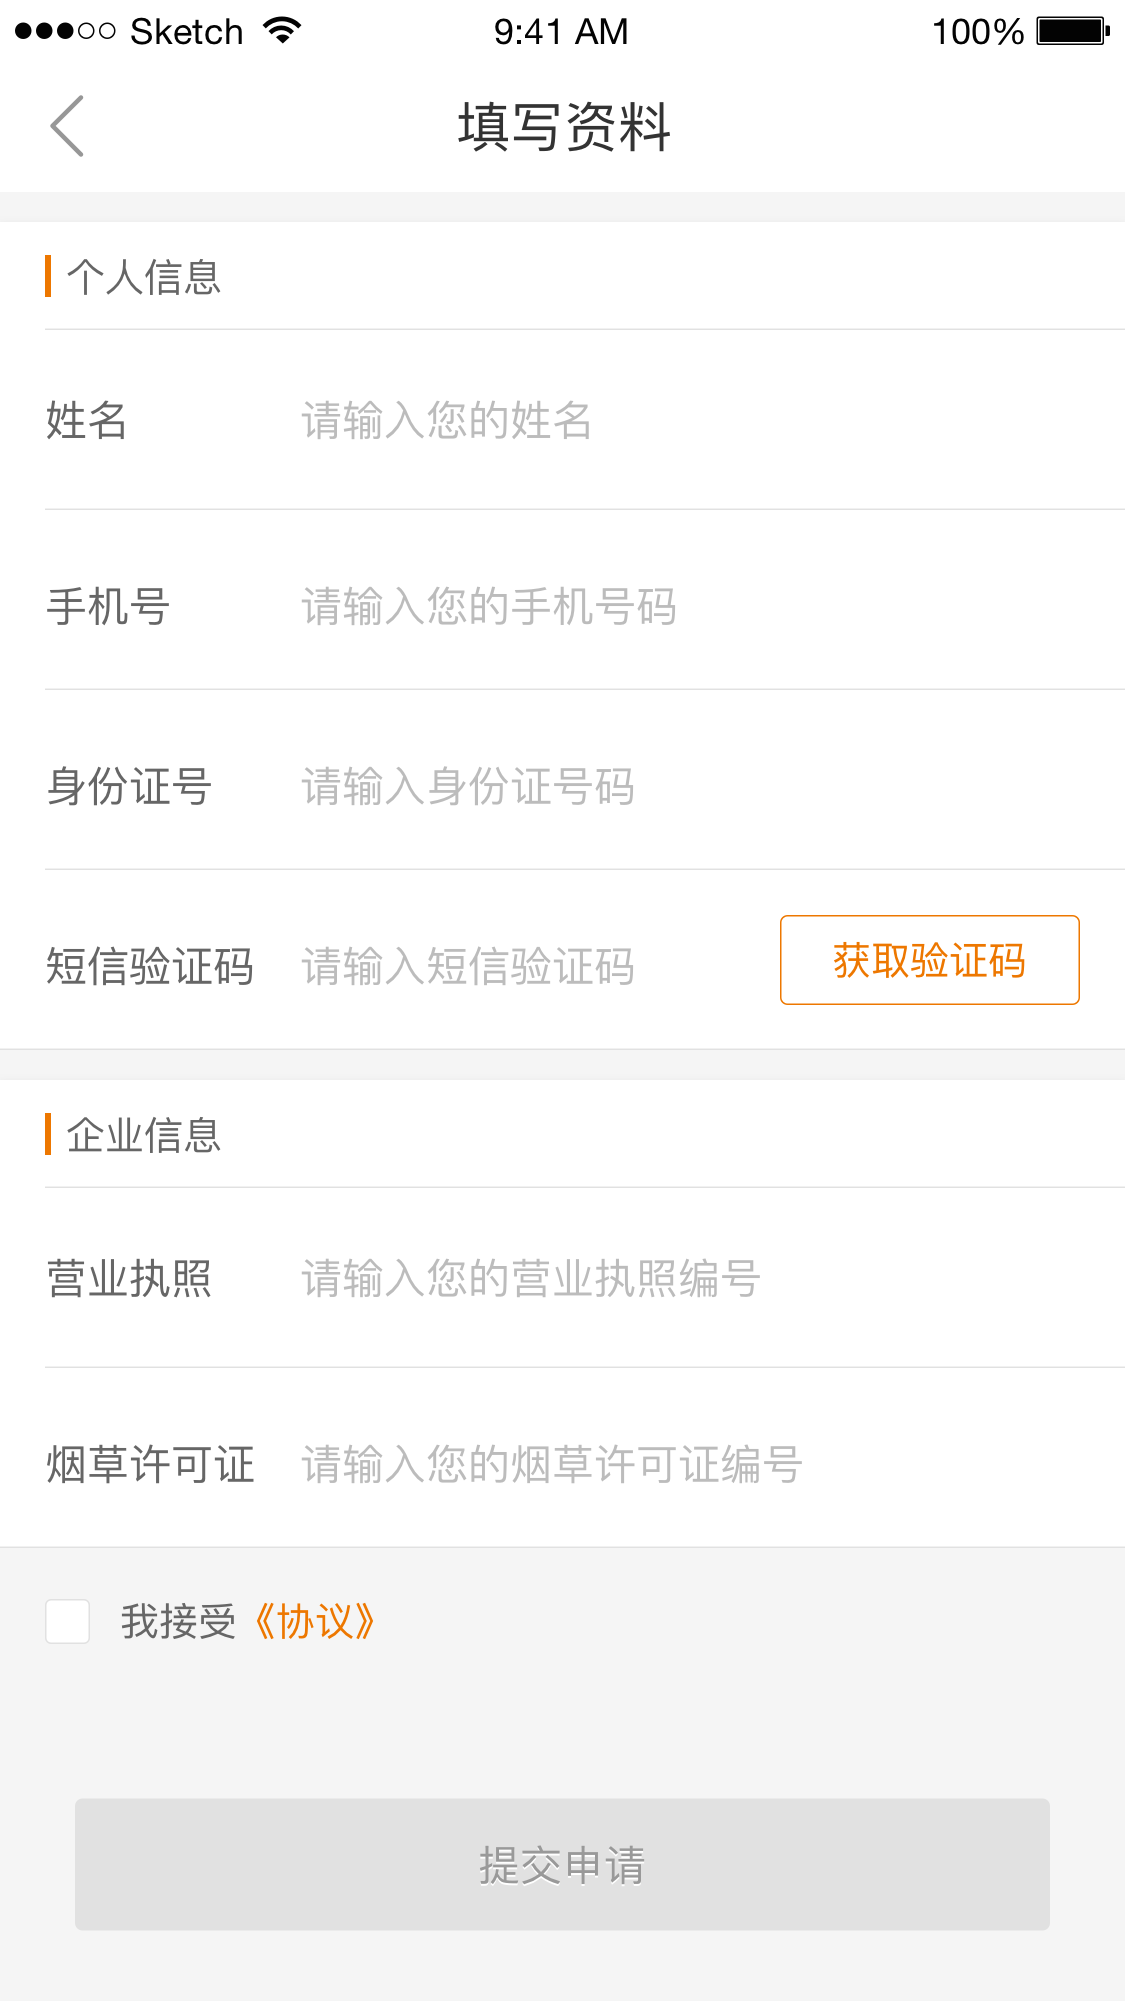 Sketch 9:41 AM 100%
填写资料
个人信息
姓名 请输入您的姓名
手机号 请输入您的手机号码
身份证号 请输入身份证号码
短信验证码 请输入短信验证码 获取验证码
企业信息
营业执照 请输入您的营业执照编号
烟草许可证 请输入您的烟草许可证编号
我接受《协议》
提交申请